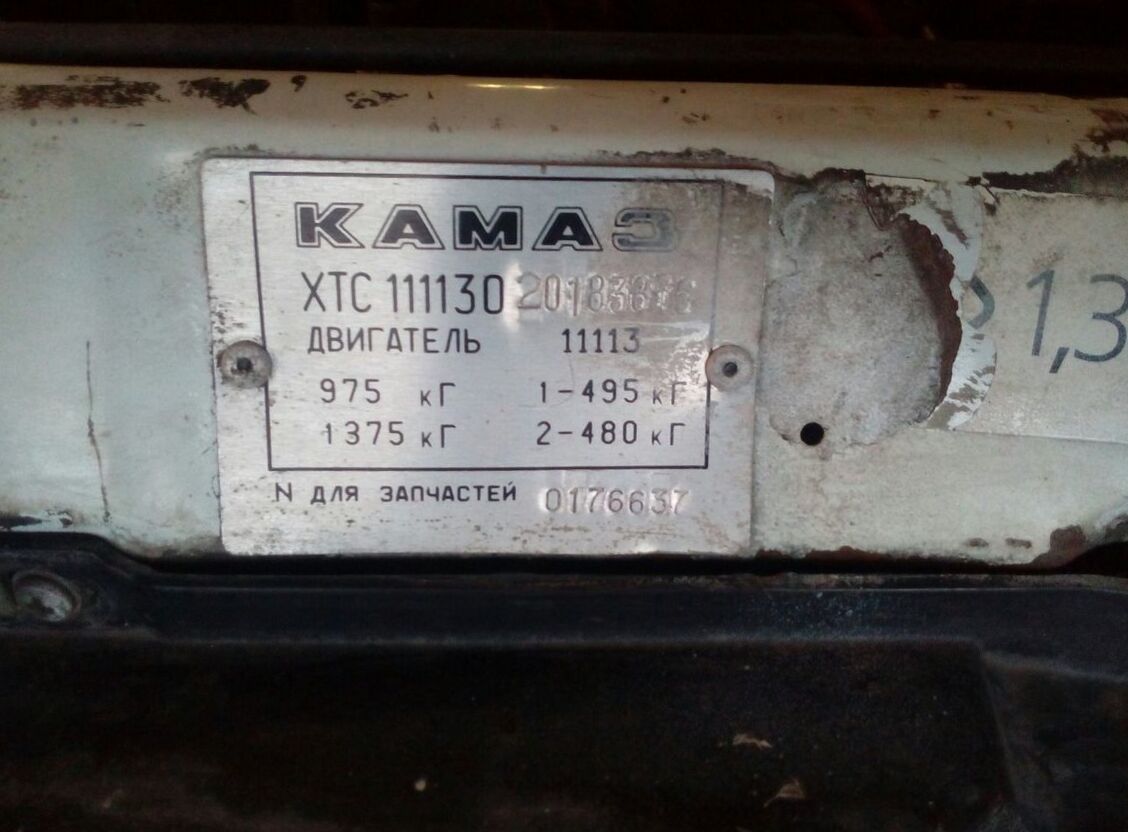 КАМАЗ
ХТС 111130
ДВИГАТЕЛЬ 11113
975 кГ 1-495 кГ
1375 кГ 2-480 кГ
N ДЛЯ ЗАПЧАСТЕЙ 0176637
1,3